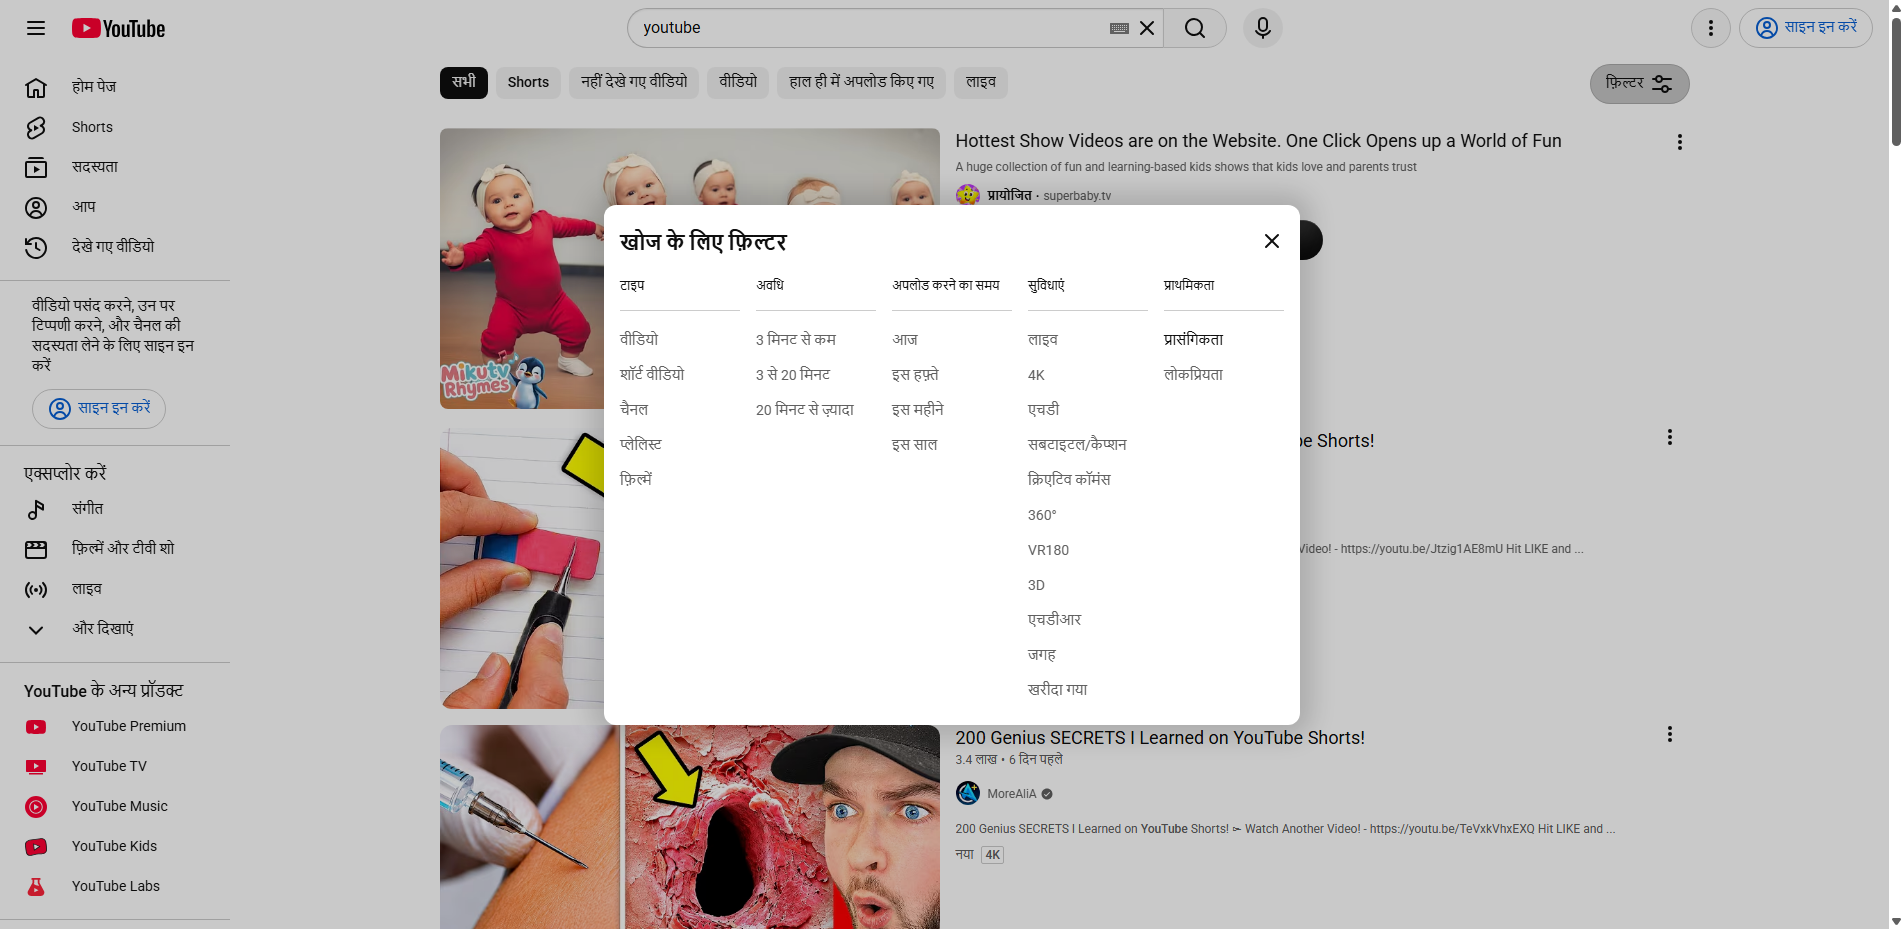 YouTube
youtube
साइन इन करें
होम पेज
Shorts
सदस्यता
आप
देखे गए वीडियो
वीडियो पसंद करने, उन पर
टिप्पणी करने, और चैनल की
सदस्यता लेने के लिए साइन इन
करें
साइन इन करें
एक्सप्लोर करें
संगीत
फ़िल्में और टीवी शो
लाइव
और दिखाएं
YouTube के अन्य प्रॉडक्ट
YouTube Premium
YouTube TV
YouTube Music
YouTube Kids
YouTube Labs
सभी
Shorts
नहीं देखे गए वीडियो
वीडियो
हाल ही में अपलोड किए गए
लाइव
फ़िल्टर
Mikutv
Rhymes
Hottest Show Videos are on the Website. One Click Opens up a World of Fun
A huge collection of fun and learning-based kids shows that kids love and parents trust
प्रायोजित · superbaby.tv
खोज के लिए फ़िल्टर
टाइप
वीडियो
शॉर्ट वीडियो
चैनल
प्लेलिस्ट
फ़िल्में
अवधि
3 मिनट से कम
3 से 20 मिनट
20 मिनट से ज़्यादा
अपलोड करने का समय
आज
इस हफ़्ते
इस महीने
इस साल
सुविधाएं
लाइव
4K
एचडी
सबटाइटल/कैप्शन
क्रिएटिव कॉमंस
360°
VR180
3D
एचडीआर
जगह
खरीदा गया
प्राथमिकता
प्रासंगिकता
लोकप्रियता
be Shorts!
Video! - https://youtu.be/Jtzig1AE8mU Hit LIKE and ...
200 Genius SECRETS I Learned on YouTube Shorts!
3.4 लाख • 6 दिन पहले
MoreAliA
200 Genius SECRETS I Learned on YouTube Shorts! ➳ Watch Another Video! - https://youtu.be/TeVxkVhxEXQ Hit LIKE and ...
नया 4K